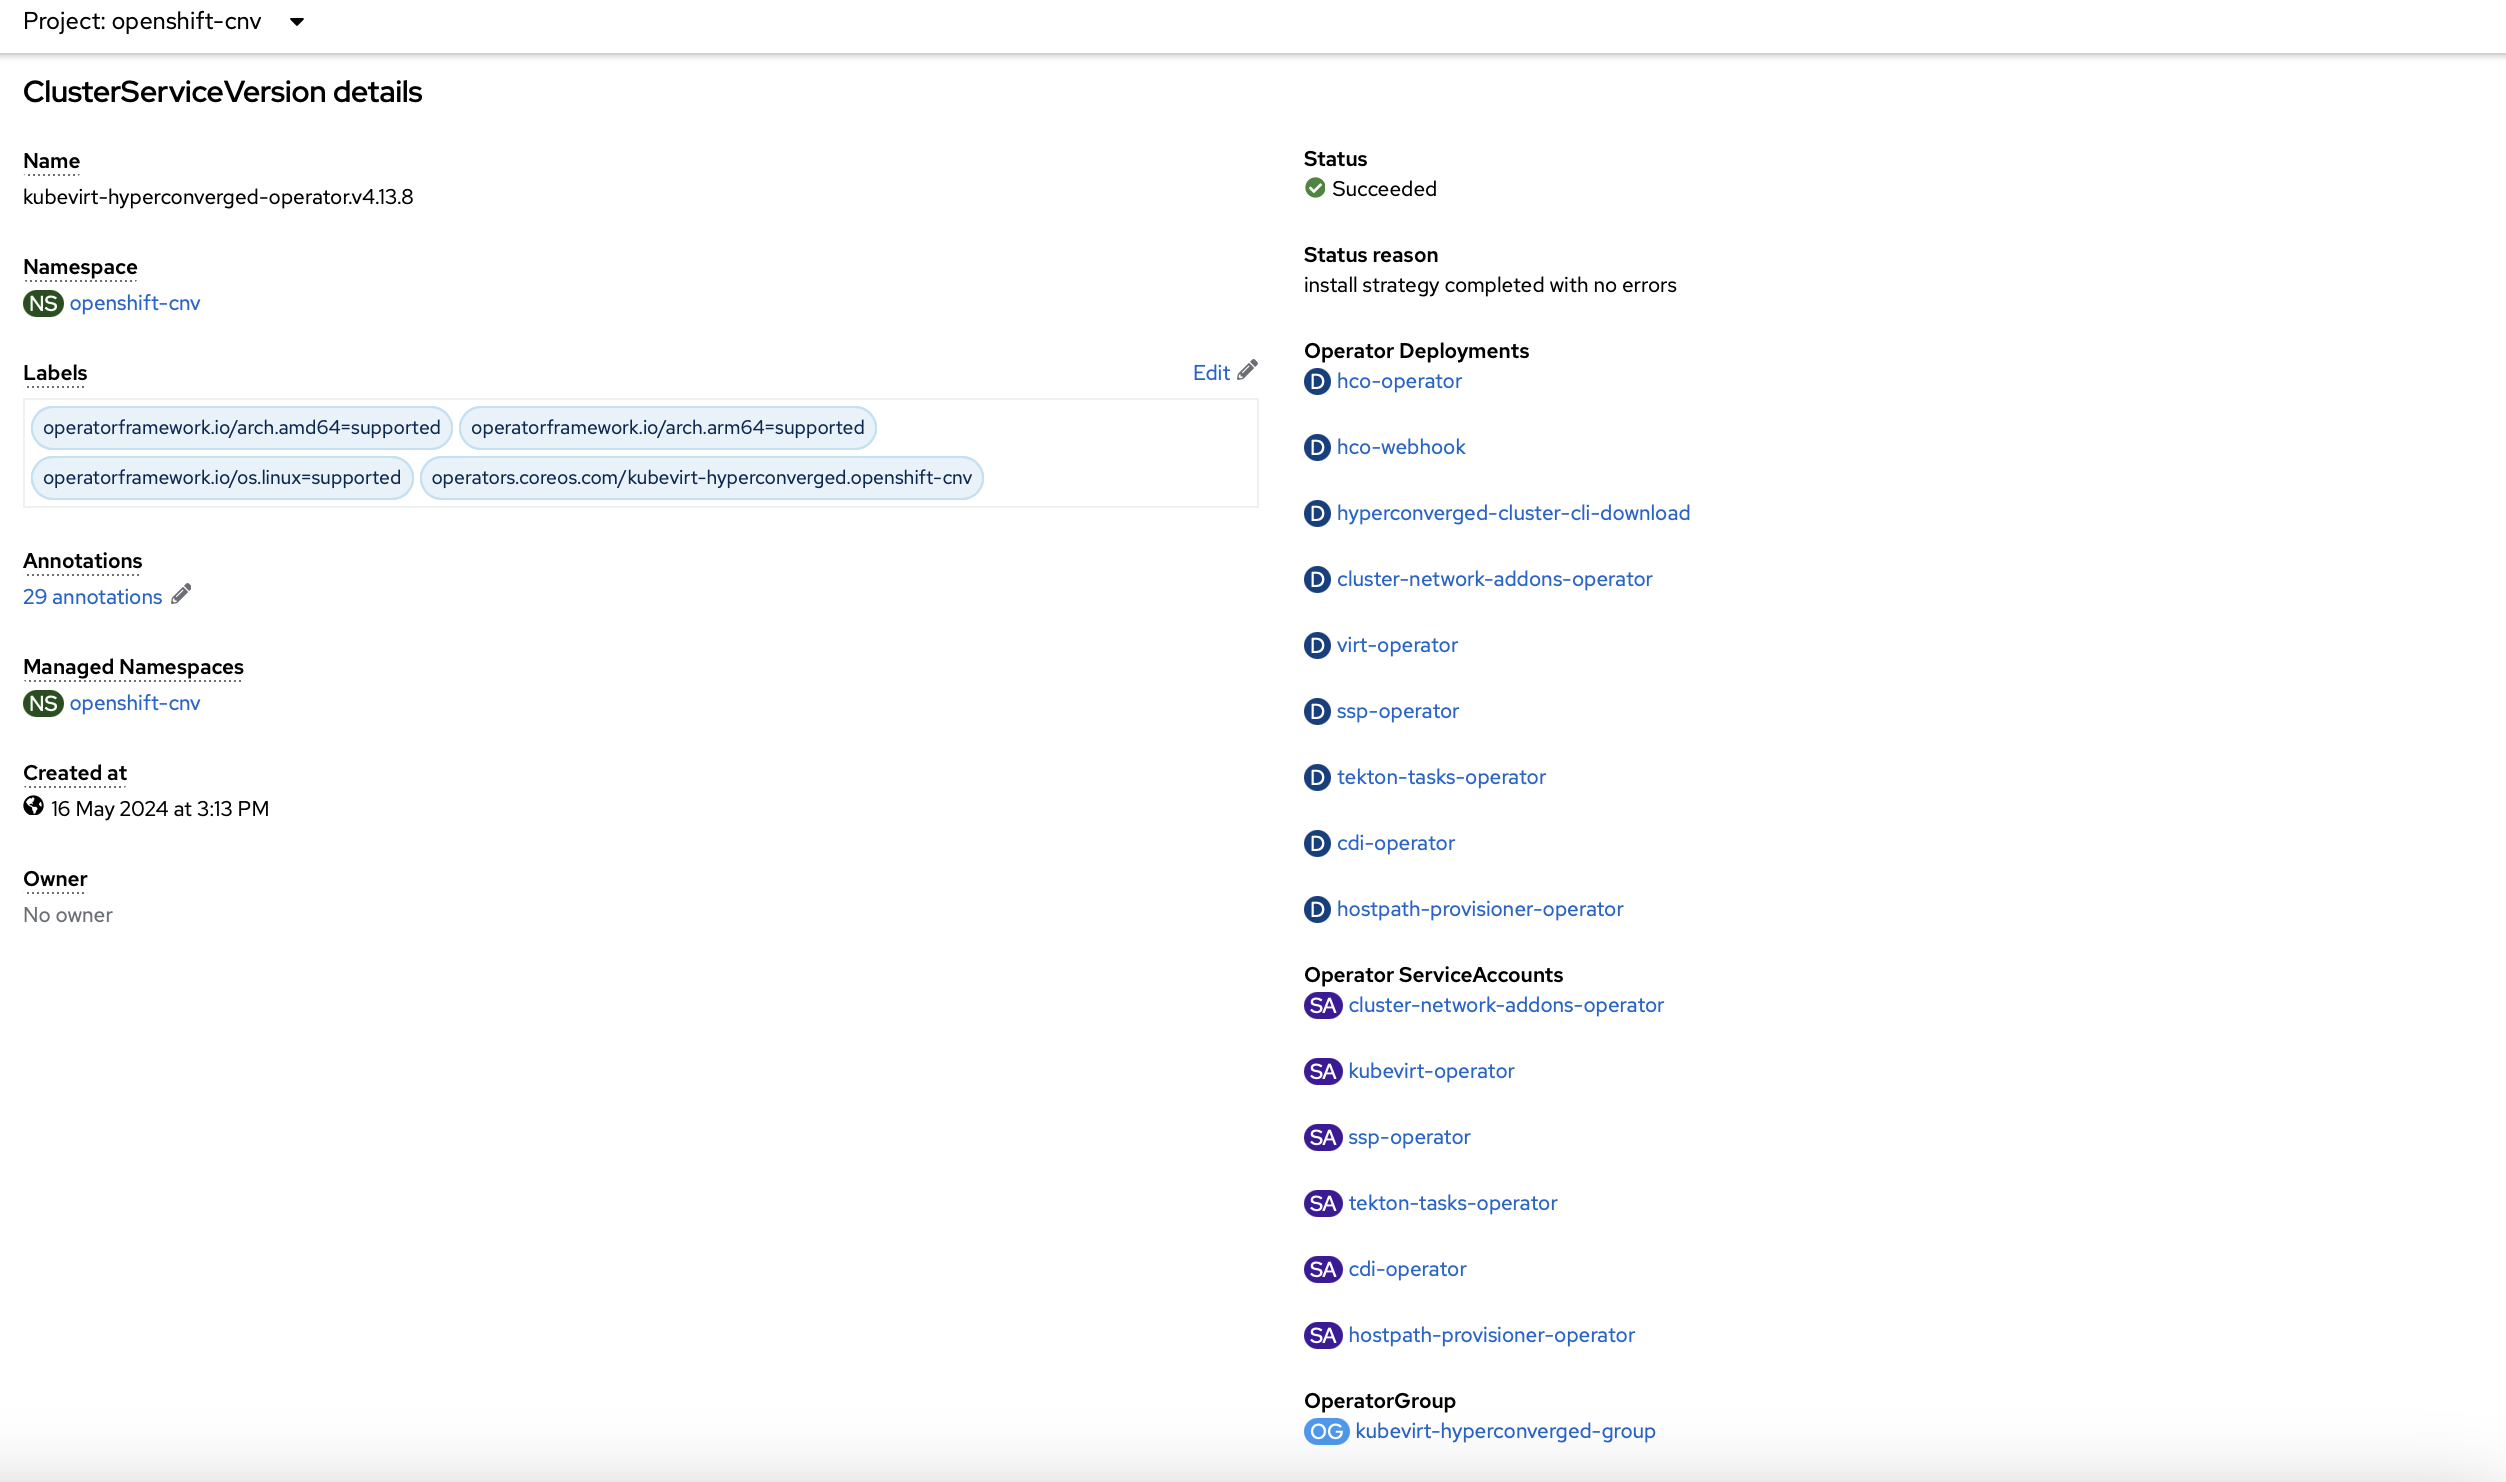 Project: openshift-cnv
ClusterServiceVersion details
Name
kubevirt-hyperconverged-operator.v4.13.8
Namespace
NS openshift-cnv
Labels
Edit
operatorframework.io/arch.amd64=supported operatorframework.io/arch.arm64=supported
operatorframework.io/os.linux=supported operators.coreos.com/kubevirt-hyperconverged.openshift-cnv
Annotations
29 annotations
Managed Namespaces
NS openshift-cnv
Created at
16 May 2024 at 3:13 PM
Owner
No owner
Status
Succeeded
Status reason
install strategy completed with no errors
Operator Deployments
D hco-operator
D hco-webhook
D hyperconverged-cluster-cli-download
D cluster-network-addons-operator
D virt-operator
D ssp-operator
D tekton-tasks-operator
D cdi-operator
D hostpath-provisioner-operator
Operator ServiceAccounts
SA cluster-network-addons-operator
SA kubevirt-operator
SA ssp-operator
SA tekton-tasks-operator
SA cdi-operator
SA hostpath-provisioner-operator
OperatorGroup
OG kubevirt-hyperconverged-group